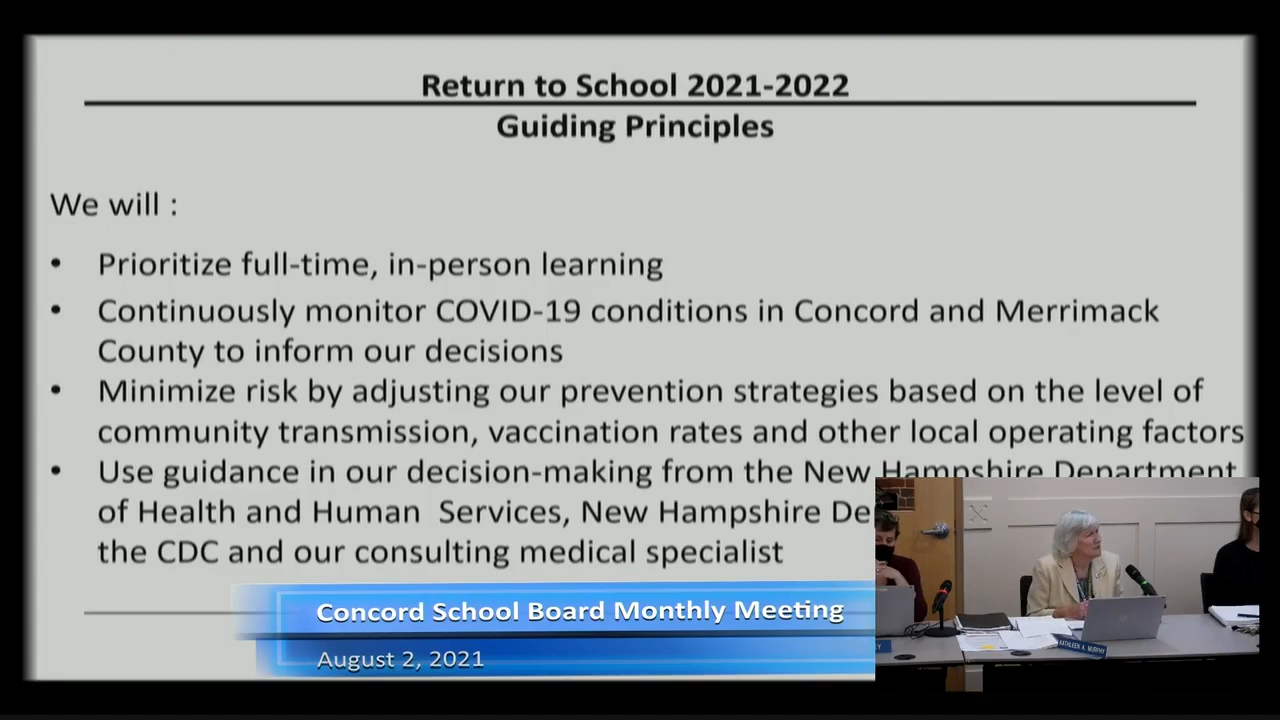 Return to School 2021-2022
Guiding Principles
We will :
• Prioritize full-time, in-person learning
• Continuously monitor COVID-19 conditions in Concord and Merrimack
County to inform our decisions
• Minimize risk by adjusting our prevention strategies based on the level of
community transmission, vaccination rates and other local operating factors
• Use guidance in our decision-making from the New Hampshire Department
of Health and Human Services, New Hampshire De
the CDC and our consulting medical specialist
Concord School Board Monthly Meeting
August 2, 2021
KATHLEEN A. MURPHY